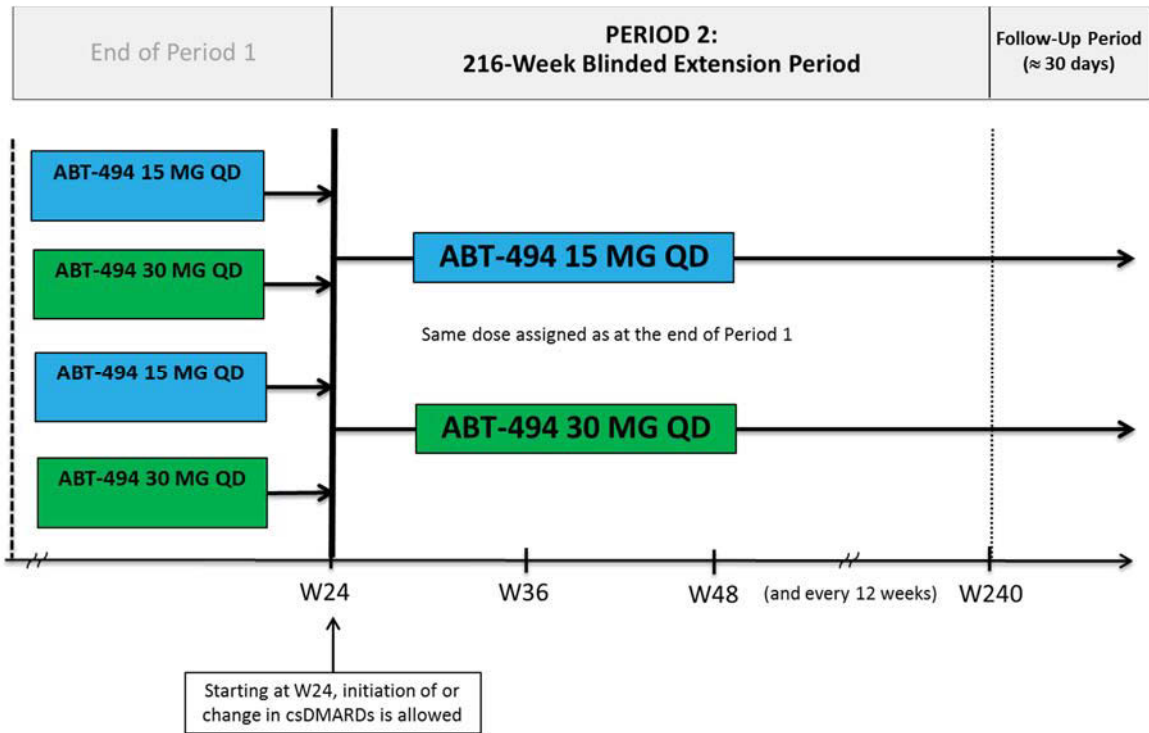 End of Period 1
PERIOD 2:
216-Week Blinded Extension Period
Follow-Up Period
(≈ 30 days)
ABT-494 15 MG QD
ABT-494 30 MG QD
ABT-494 15 MG QD
ABT-494 30 MG QD
ABT-494 15 MG QD
Same dose assigned as at the end of Period 1
ABT-494 30 MG QD
W24
W36
W48
(and every 12 weeks)
W240
Starting at W24, initiation of or
change in csDMARDs is allowed